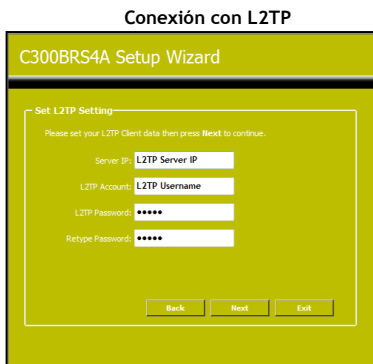 Conexión con L2TP
C300BRS4A Setup Wizard
Set L2TP Setting
Please set your L2TP Client data then press Next to continue.
Server IP: L2TP Server IP
L2TP Account: L2TP Username
L2TP Password: •••••
Retype Password: •••••
Back Next Exit